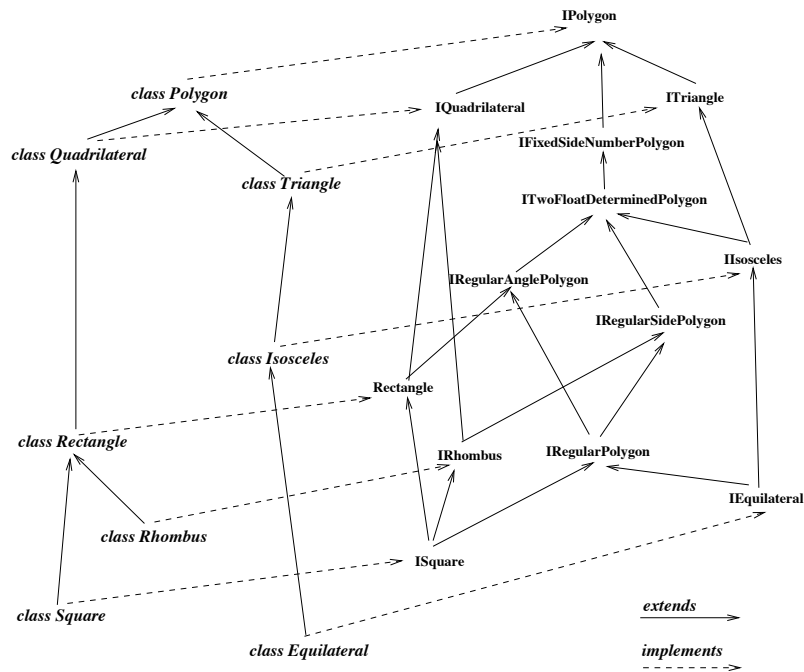 IPolygon
class Polygon
IQuadrilateral
ITriangle
class Quadrilateral
IFixedSideNumberPolygon
class Triangle
ITwoFloatDeterminedPolygon
IIsosceles
IRegularAnglePolygon
IRegularSidePolygon
class Isosceles
Rectangle
class Rectangle
IRhombus
IRegularPolygon
IEquilateral
class Rhombus
ISquare
class Square
extends
class Equilateral
implements